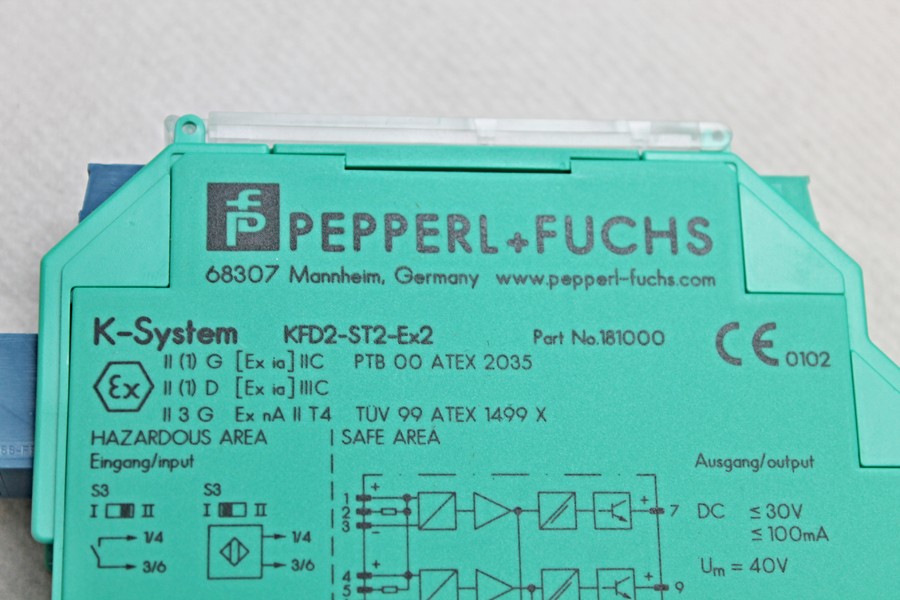 PEPPERL+FUCHS
68307 Mannheim, Germany www.pepperl-fuchs.com
K-System KFD2-ST2-Ex2 Part No.181000
CE 0102
Ex
II (1) G [Ex ia] IIC PTB 00 ATEX 2035
II (1) D [Ex ia] IIIC
II 3 G Ex nA II T4 TÜV 99 ATEX 1499 X
HAZARDOUS AREA | SAFE AREA
Eingang/input
Ausgang/output
S3 S3
I II I II
1/4 1/4
3/6 3/6
1 +
2
3 -
4 +
5
+ 7
+ 9
DC ≤ 30V
≤ 100mA
Um = 40V